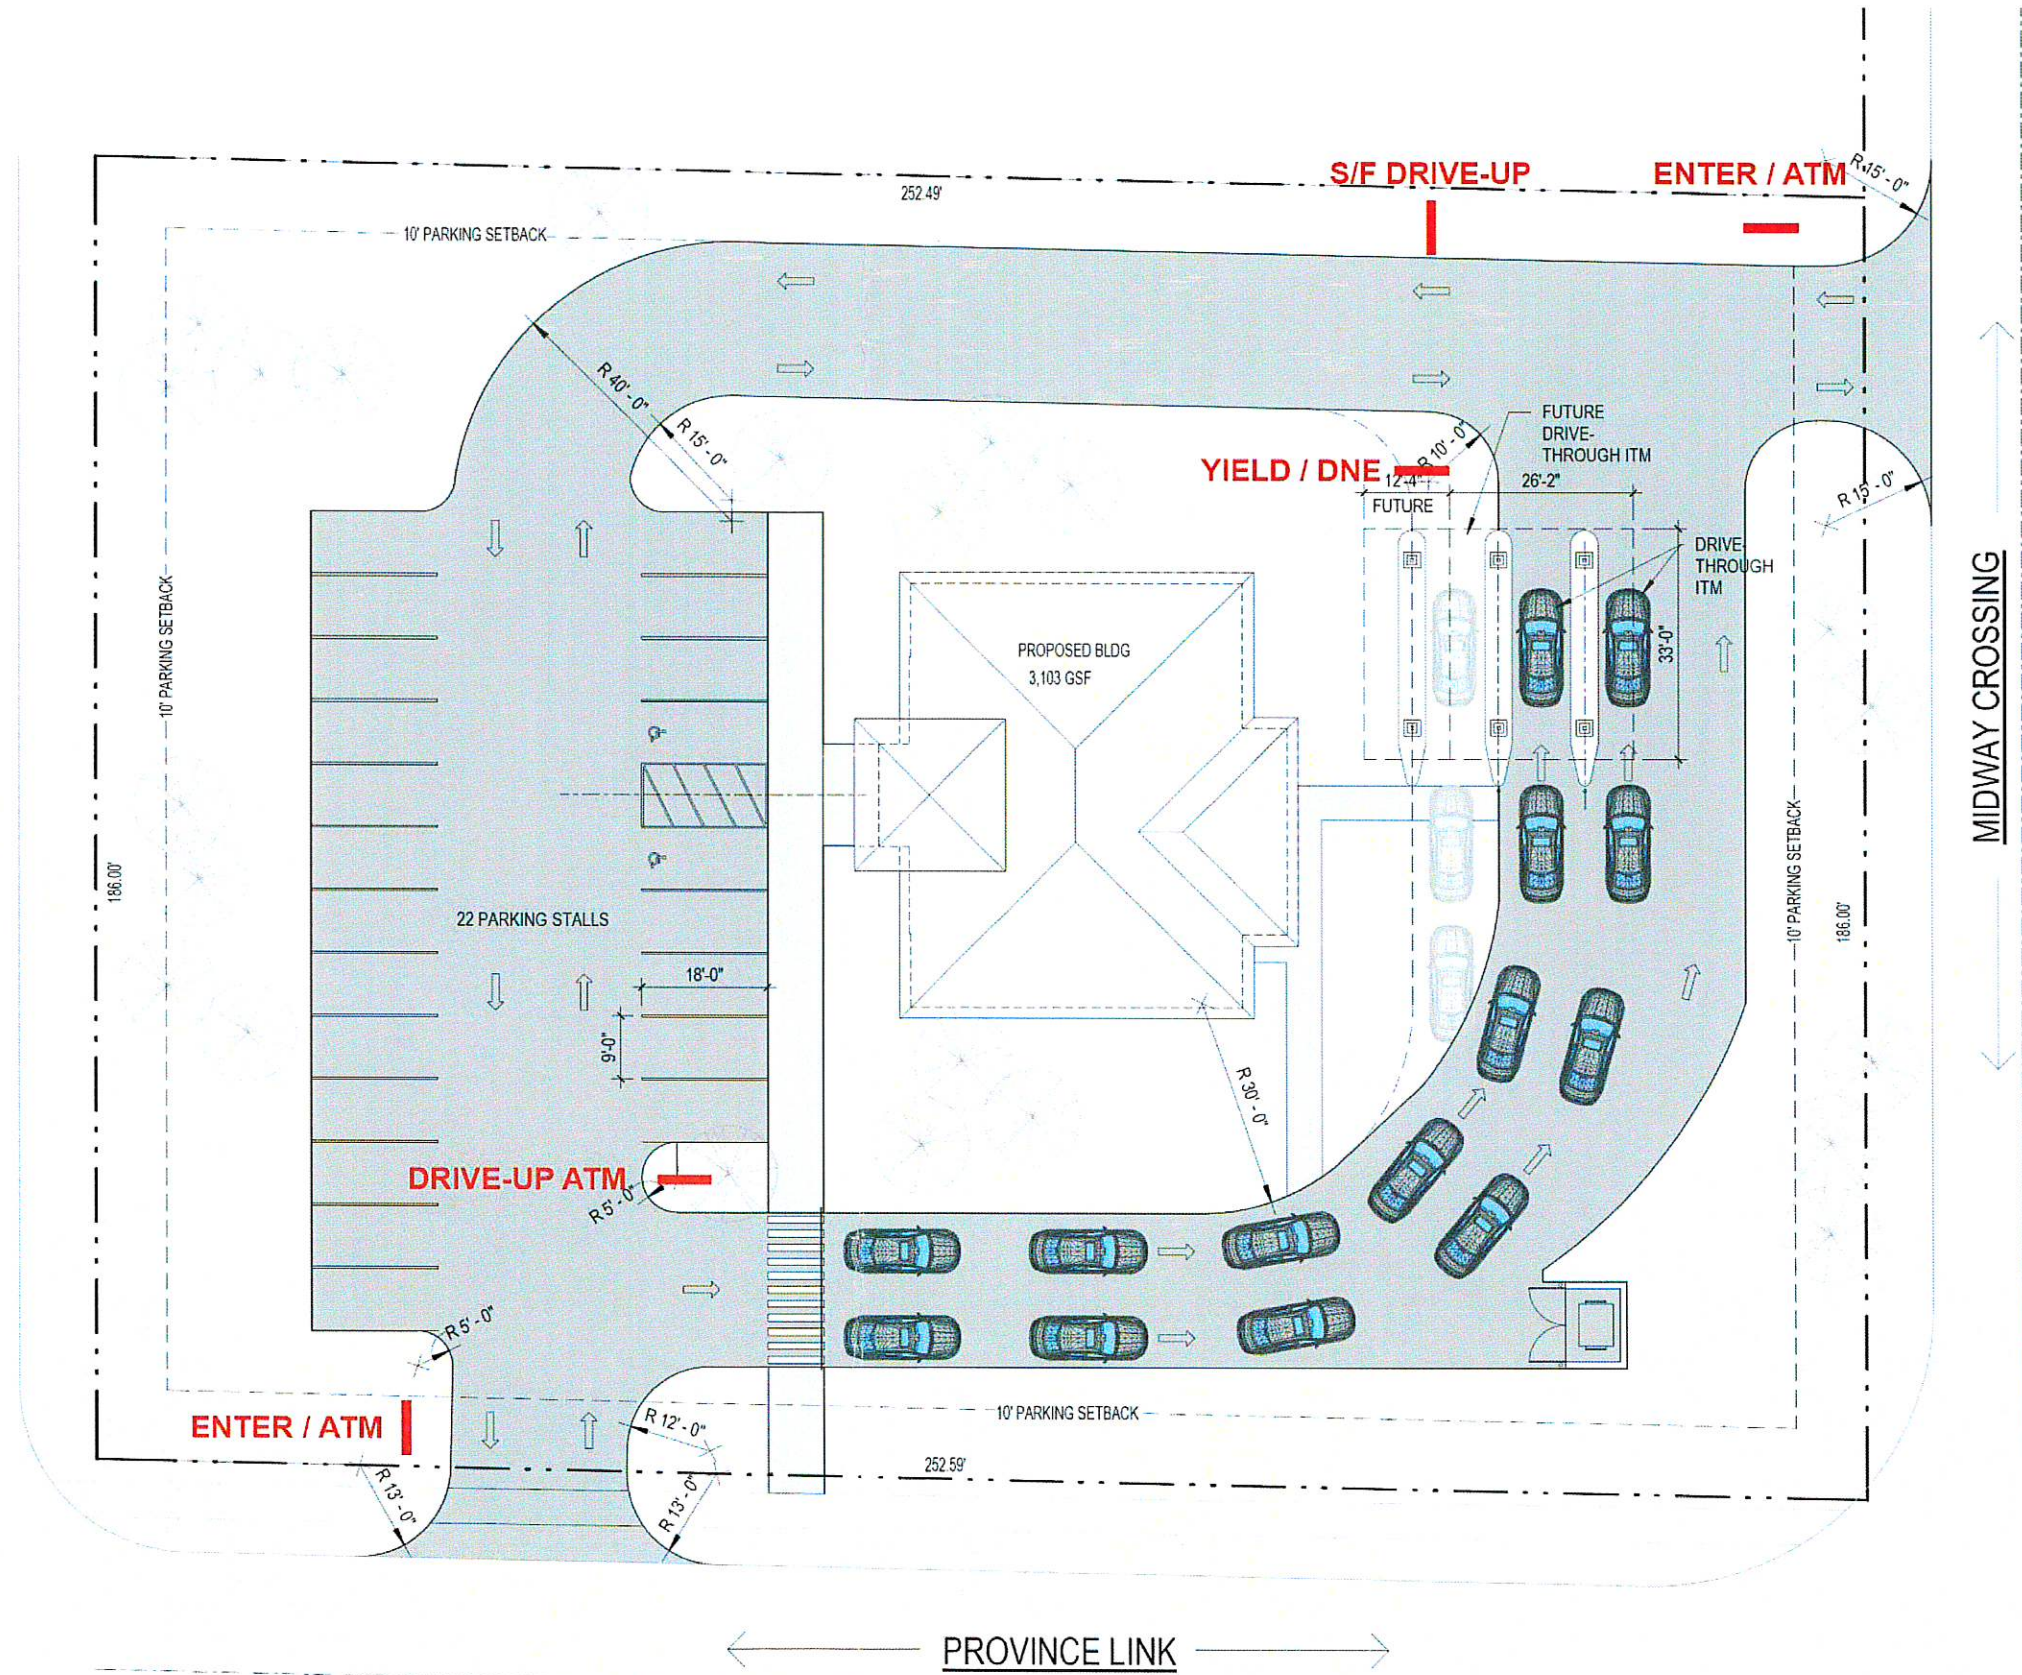 S/F DRIVE-UP
ENTER / ATM
R 15' - 0"
252.49'
10' PARKING SETBACK
R 40' - 0"
R 15' - 0"
FUTURE
DRIVE-
THROUGH ITM
R 10' - 0"
YIELD / DNE
12'-4"
26'-2"
FUTURE
R 15' - 0"
DRIVE-
THROUGH
ITM
33'-0"
10' PARKING SETBACK
PROPOSED BLDG
3,103 GSF
MIDWAY CROSSING
186.00'
22 PARKING STALLS
18'-0"
9'-0"
10' PARKING SETBACK
186.00'
R 30' - 0"
DRIVE-UP ATM
R 5' - 0"
R 5' - 0"
ENTER / ATM
R 12' - 0"
10' PARKING SETBACK
252.59'
R 13' - 0"
R 13' - 0"
PROVINCE LINK